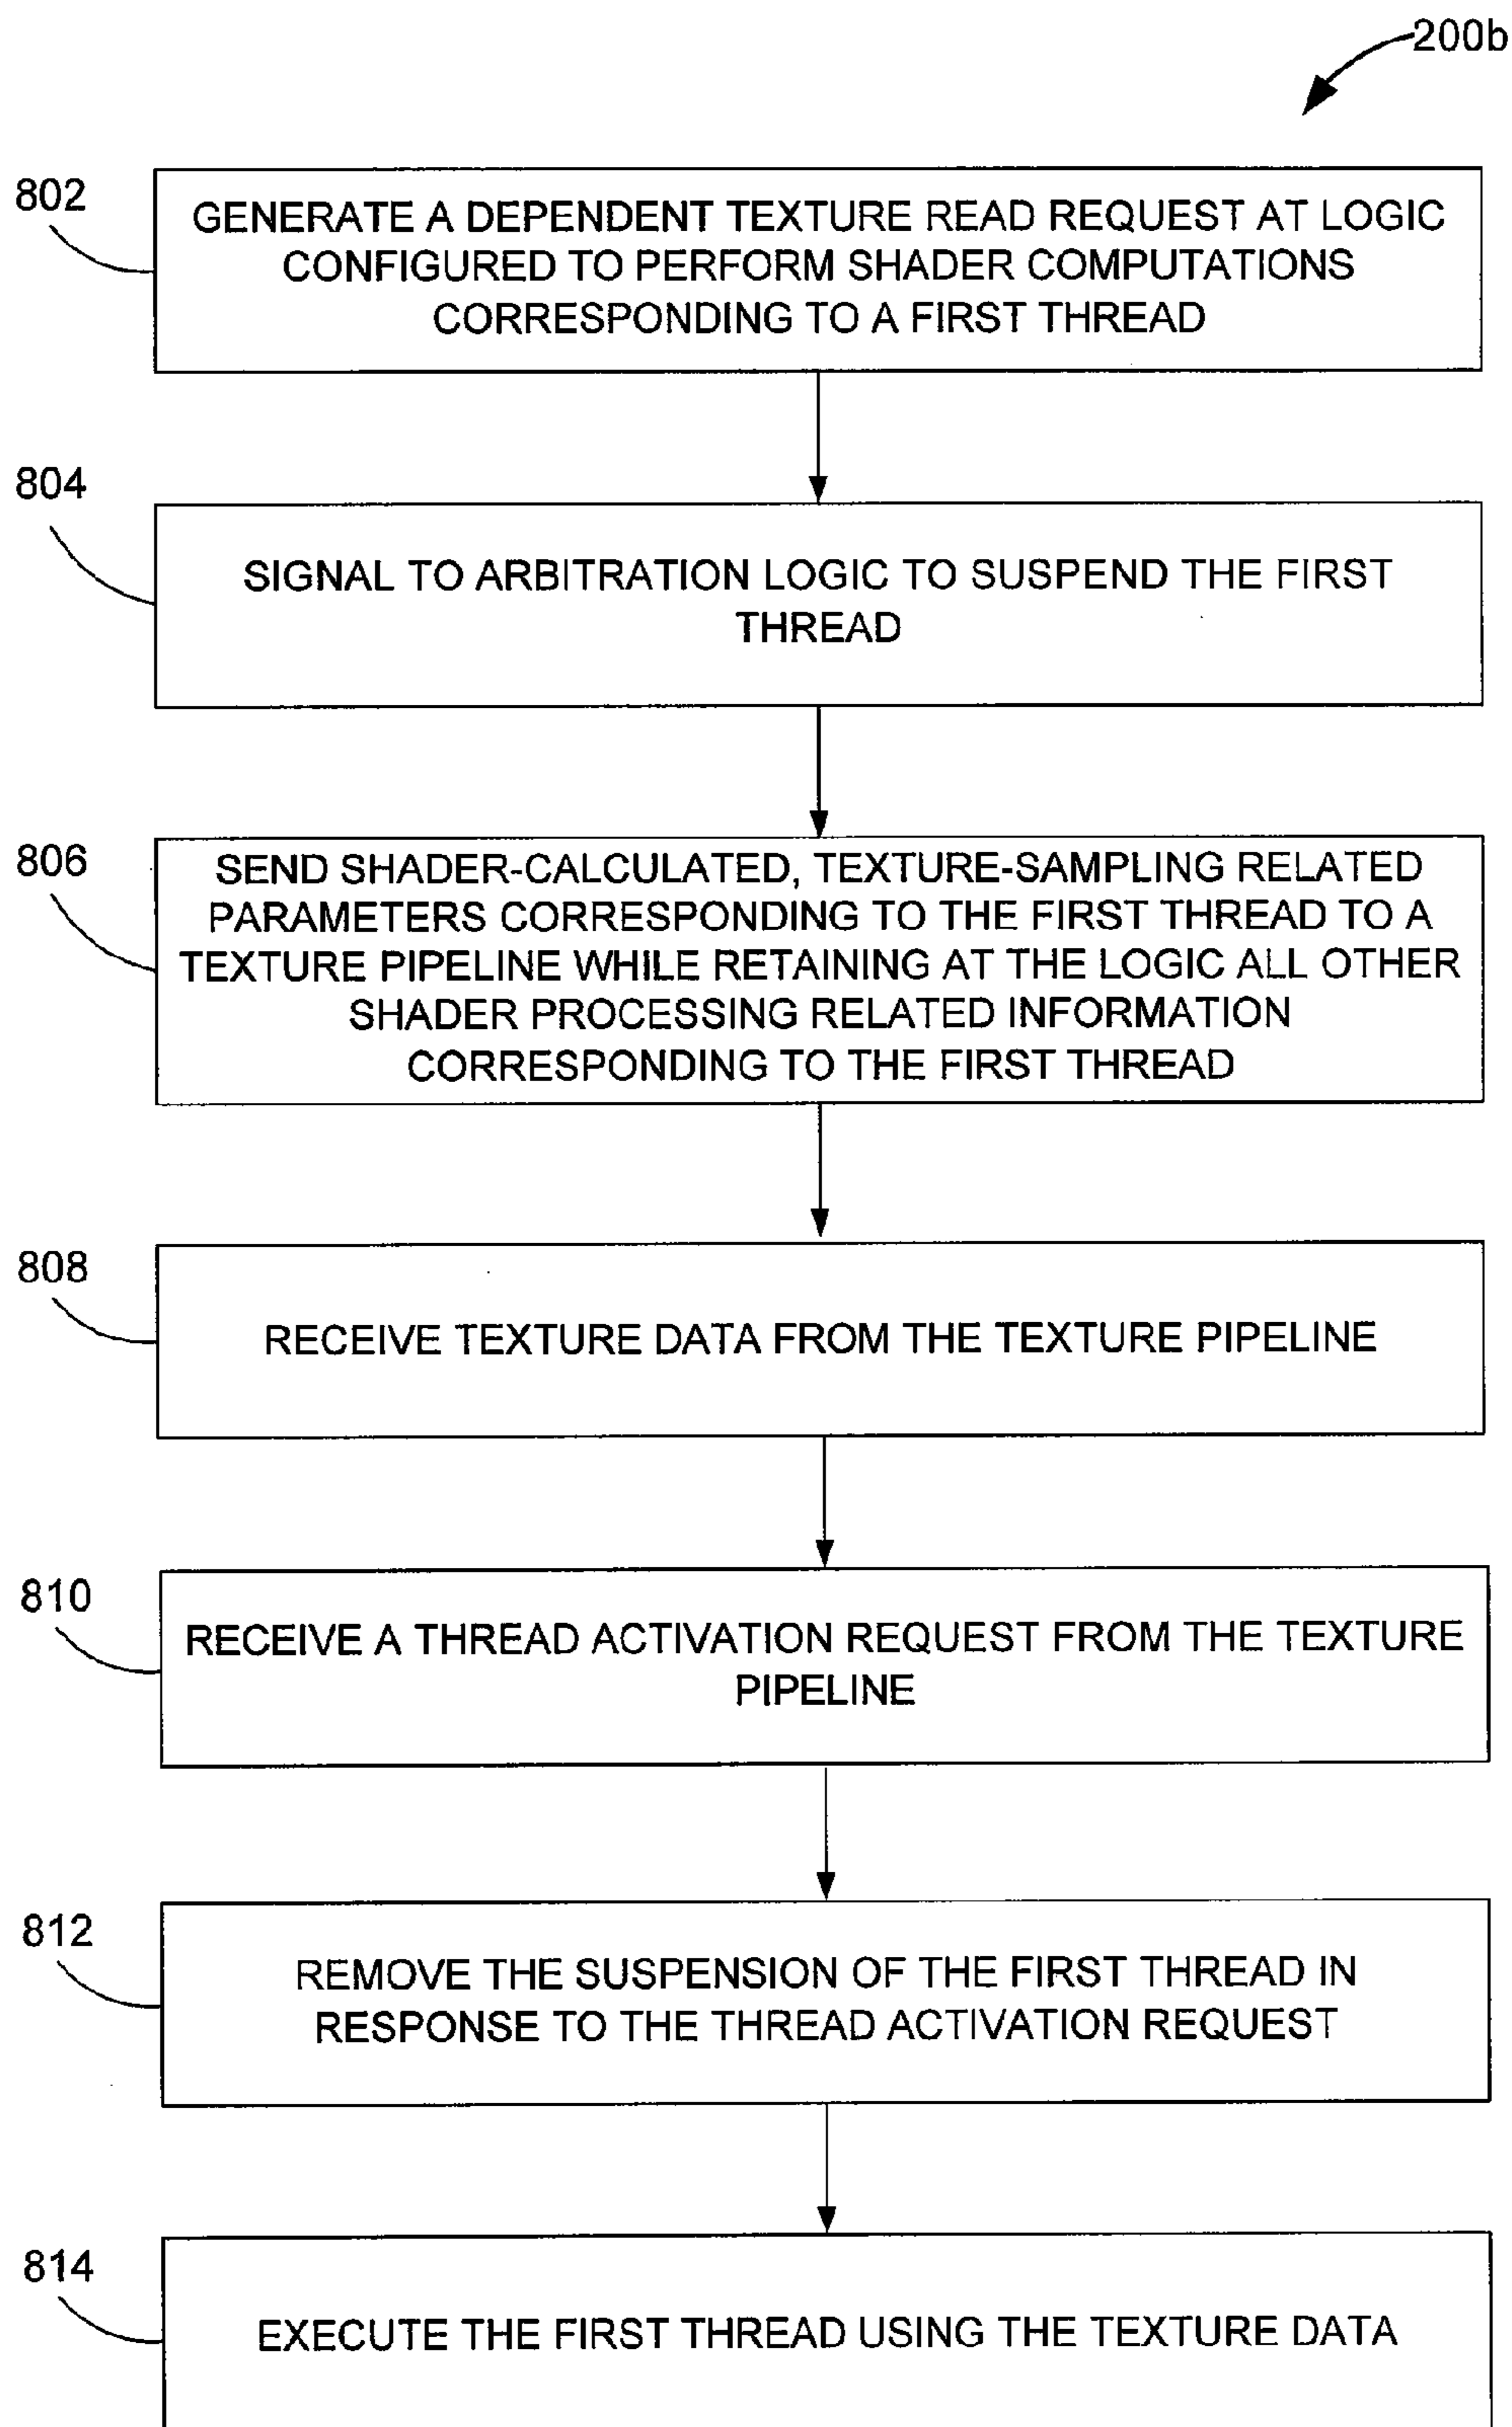 200b
802
GENERATE A DEPENDENT TEXTURE READ REQUEST AT LOGIC
CONFIGURED TO PERFORM SHADER COMPUTATIONS
CORRESPONDING TO A FIRST THREAD
804
SIGNAL TO ARBITRATION LOGIC TO SUSPEND THE FIRST
THREAD
806
SEND SHADER-CALCULATED, TEXTURE-SAMPLING RELATED
PARAMETERS CORRESPONDING TO THE FIRST THREAD TO A
TEXTURE PIPELINE WHILE RETAINING AT THE LOGIC ALL OTHER
SHADER PROCESSING RELATED INFORMATION
CORRESPONDING TO THE FIRST THREAD
808
RECEIVE TEXTURE DATA FROM THE TEXTURE PIPELINE
810
RECEIVE A THREAD ACTIVATION REQUEST FROM THE TEXTURE
PIPELINE
812
REMOVE THE SUSPENSION OF THE FIRST THREAD IN
RESPONSE TO THE THREAD ACTIVATION REQUEST
814
EXECUTE THE FIRST THREAD USING THE TEXTURE DATA